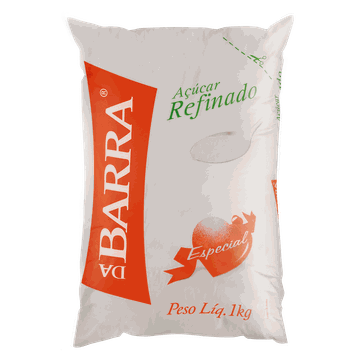 DA BARRA®
Açúcar
Refinado
Especial
Peso Líq. 1kg